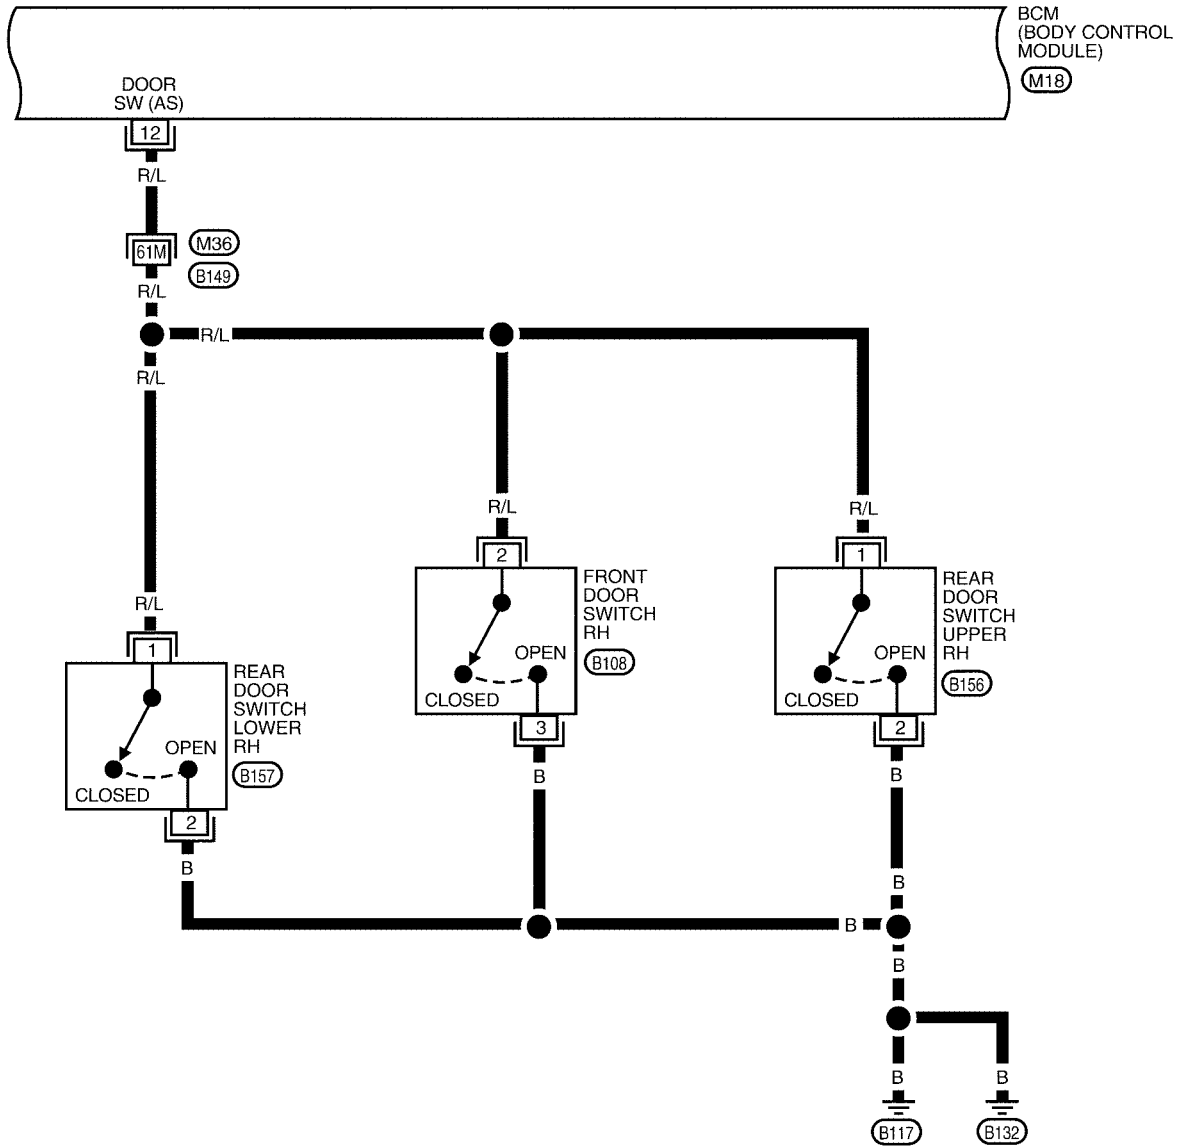 BCM
(BODY CONTROL
MODULE)
M18
DOOR
SW (AS)
12
R/L
61M
M36
B149
R/L
R/L
R/L
R/L
R/L
R/L
2
FRONT
DOOR
SWITCH
RH
B108
OPEN
CLOSED
3
B
1
REAR
DOOR
SWITCH
UPPER
RH
B156
OPEN
CLOSED
2
B
1
REAR
DOOR
SWITCH
LOWER
RH
B157
OPEN
CLOSED
2
B
B
B
B
B
B
B117
B132